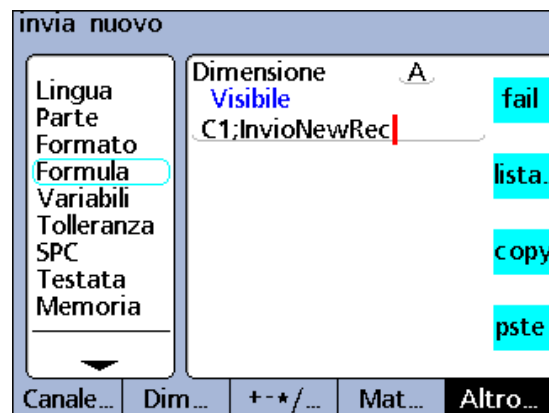 invia nuovo
Lingua
Parte
Formato
Formula
Variabili
Tolleranza
SPC
Testata
Memoria
Dimensione A
Visibile
C1;InvioNewRec
fail
lista.
copy
pste
Canale... Dim... +-*/... Mat... Altro...